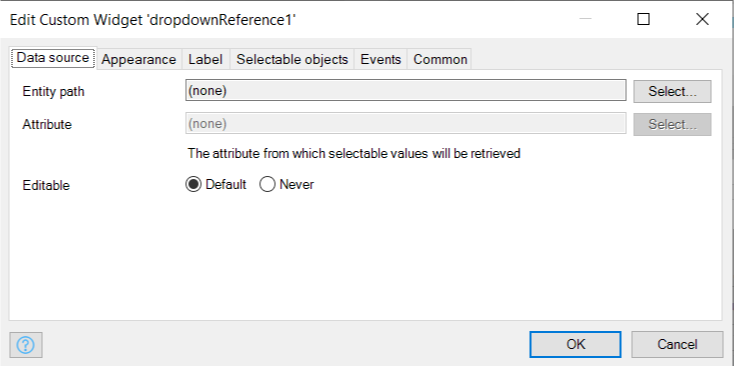 Edit Custom Widget 'dropdownReference1'
Data source Appearance Label Selectable objects Events Common
Entity path (none) Select...
Attribute (none) Select...
The attribute from which selectable values will be retrieved
Editable Default Never
? OK Cancel